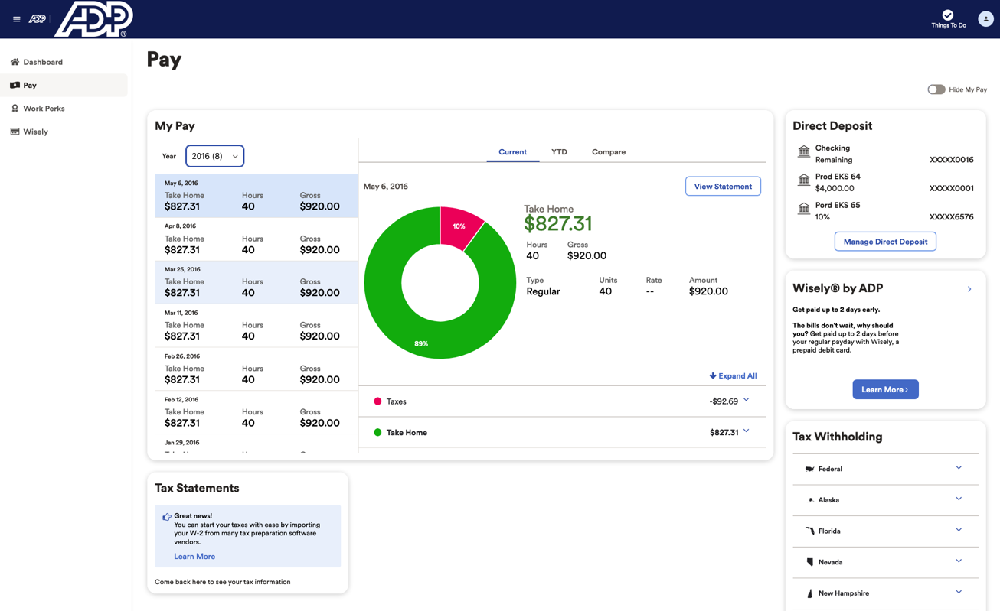 ADP
ADP®
Things To Do
Dashboard
Pay
Work Perks
Wisely
Pay
Hide My Pay
My Pay
Year
2016 (8)
May 6, 2016
Take Home Hours Gross
$827.31 40 $920.00
Apr 8, 2016
Take Home Hours Gross
$827.31 40 $920.00
Mar 25, 2016
Take Home Hours Gross
$827.31 40 $920.00
Mar 11, 2016
Take Home Hours Gross
$827.31 40 $920.00
Feb 26, 2016
Take Home Hours Gross
$827.31 40 $920.00
Feb 12, 2016
Take Home Hours Gross
$827.31 40 $920.00
Jan 29, 2016
Current YTD Compare
May 6, 2016
View Statement
10%
89%
Take Home
$827.31
Hours Gross
40 $920.00
Type Units Rate Amount
Regular 40 -- $920.00
Expand All
Taxes -$92.69
Take Home $827.31
Direct Deposit
Checking
Remaining XXXXX0016
Prod EKS 64
$4,000.00 XXXXX0001
Pord EKS 65
10% XXXXX6576
Manage Direct Deposit
Wisely® by ADP
Get paid up to 2 days early.
The bills don't wait, why should
you? Get paid up to 2 days before
your regular payday with Wisely, a
prepaid debit card.
Learn More
Tax Withholding
Federal
Alaska
Florida
Nevada
New Hampshire
Tax Statements
Great news!
You can start your taxes with ease by importing
your W-2 from many tax preparation software
vendors.
Learn More
Come back here to see your tax information